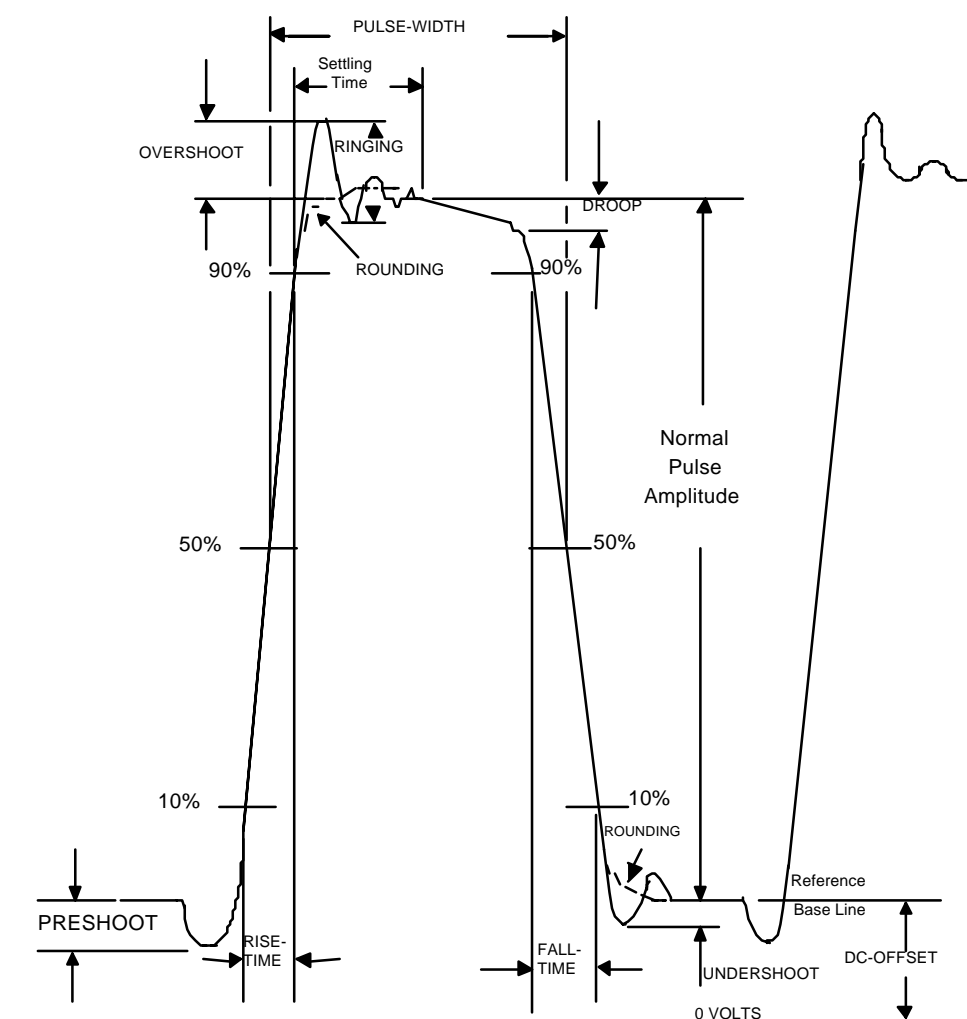 PULSE-WIDTH
Settling
Time
OVERSHOOT
RINGING
DROOP
90%
ROUNDING
90%
Normal
Pulse
Amplitude
50%
50%
10%
10%
ROUNDING
Reference
Base Line
PRESHOOT
RISE-
TIME
FALL-
TIME
UNDERSHOOT
DC-OFFSET
0 VOLTS